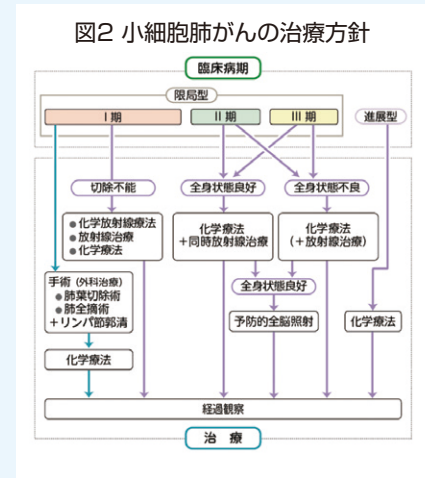 図2 小細胞肺がんの治療方針
臨床病期
限局型
I 期
II 期
III 期
進展型
切除不能
全身状態良好
全身状態不良
●化学放射線療法
●放射線治療
●化学療法
化学療法
＋同時放射線治療
化学療法
（＋放射線治療）
手術（外科治療）
●肺葉切除術
●肺全摘術
＋リンパ節郭清
全身状態良好
予防的全脳照射
化学療法
化学療法
経過観察
治 療